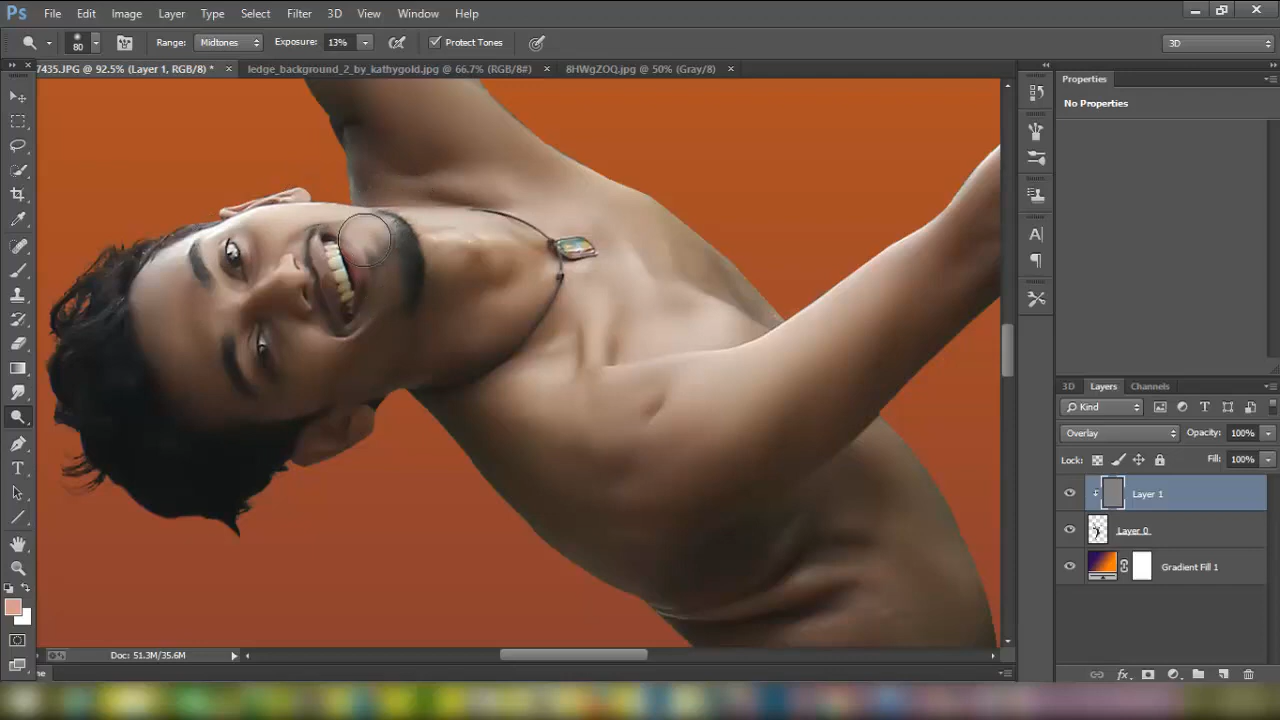 Ps File Edit Image Layer Type Select Filter 3D View Window Help
80 Range: Midtones Exposure: 13% Protect Tones 3D
7435.JPG @ 92.5% (Layer 1, RGB/8) * ledge_background_2_by_kathygold.jpg @ 66.7% (RGB/8#) 8HWgZOQ.jpg @ 50% (Gray/8)
Properties
No Properties
3D Layers Channels
Kind
Overlay Opacity: 100%
Lock: Fill: 100%
Layer 1
Layer 0
Gradient Fill 1
Doc: 51.3M/35.6M
me